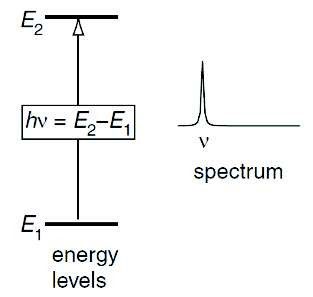 E₂
hν = E₂–E₁
ν
spectrum
E₁
energy
levels